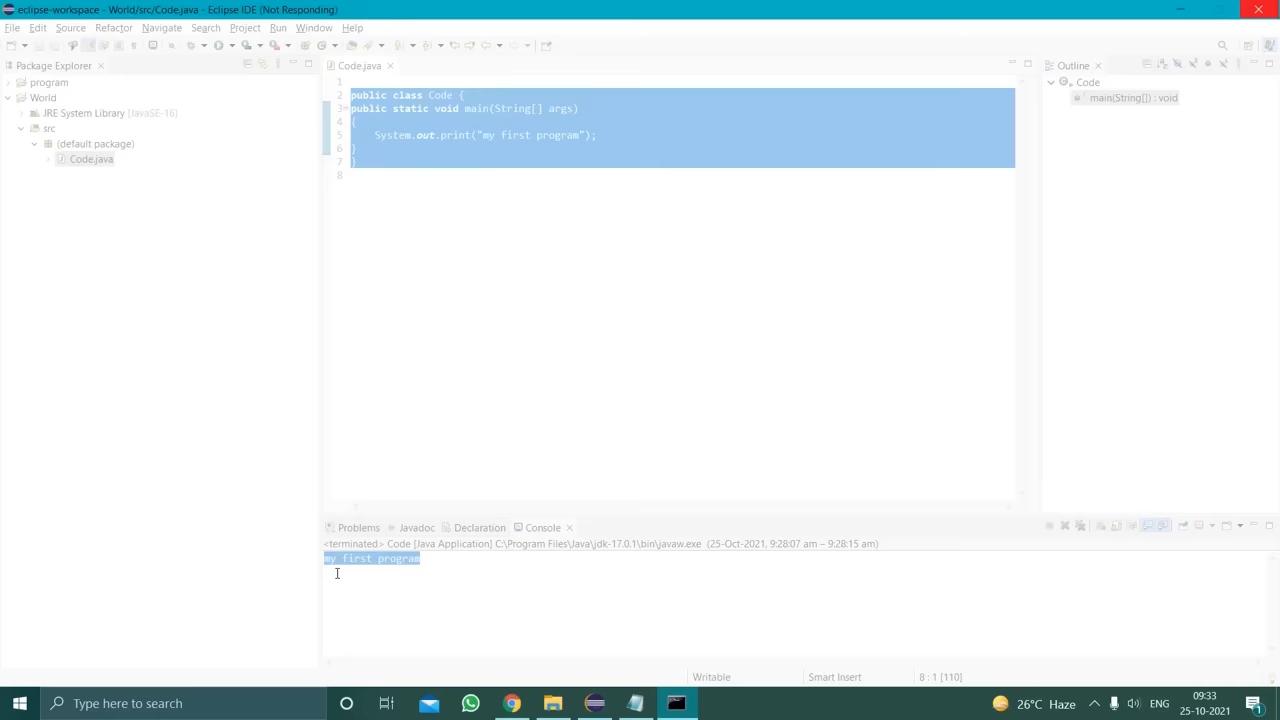 eclipse-workspace - World/src/Code.java - Eclipse IDE (Not Responding)
File Edit Source Refactor Navigate Search Project Run Window Help
Package Explorer
program
World
JRE System Library [JavaSE-16]
src
(default package)
Code.java
Code.java
1
2 public class Code {
3 public static void main(String[] args)
4 {
5 System.out.print("my first program");
6 }
7 }
8
Outline
Code
main(String[]) : void
Problems Javadoc Declaration Console
<terminated> Code [Java Application] C:\Program Files\Java\jdk-17.0.1\bin\javaw.exe (25-Oct-2021, 9:28:07 am – 9:28:15 am)
my first program
Writable Smart Insert 8 : 1 [110]
Type here to search
26°C Haze
ENG
09:33
25-10-2021
1